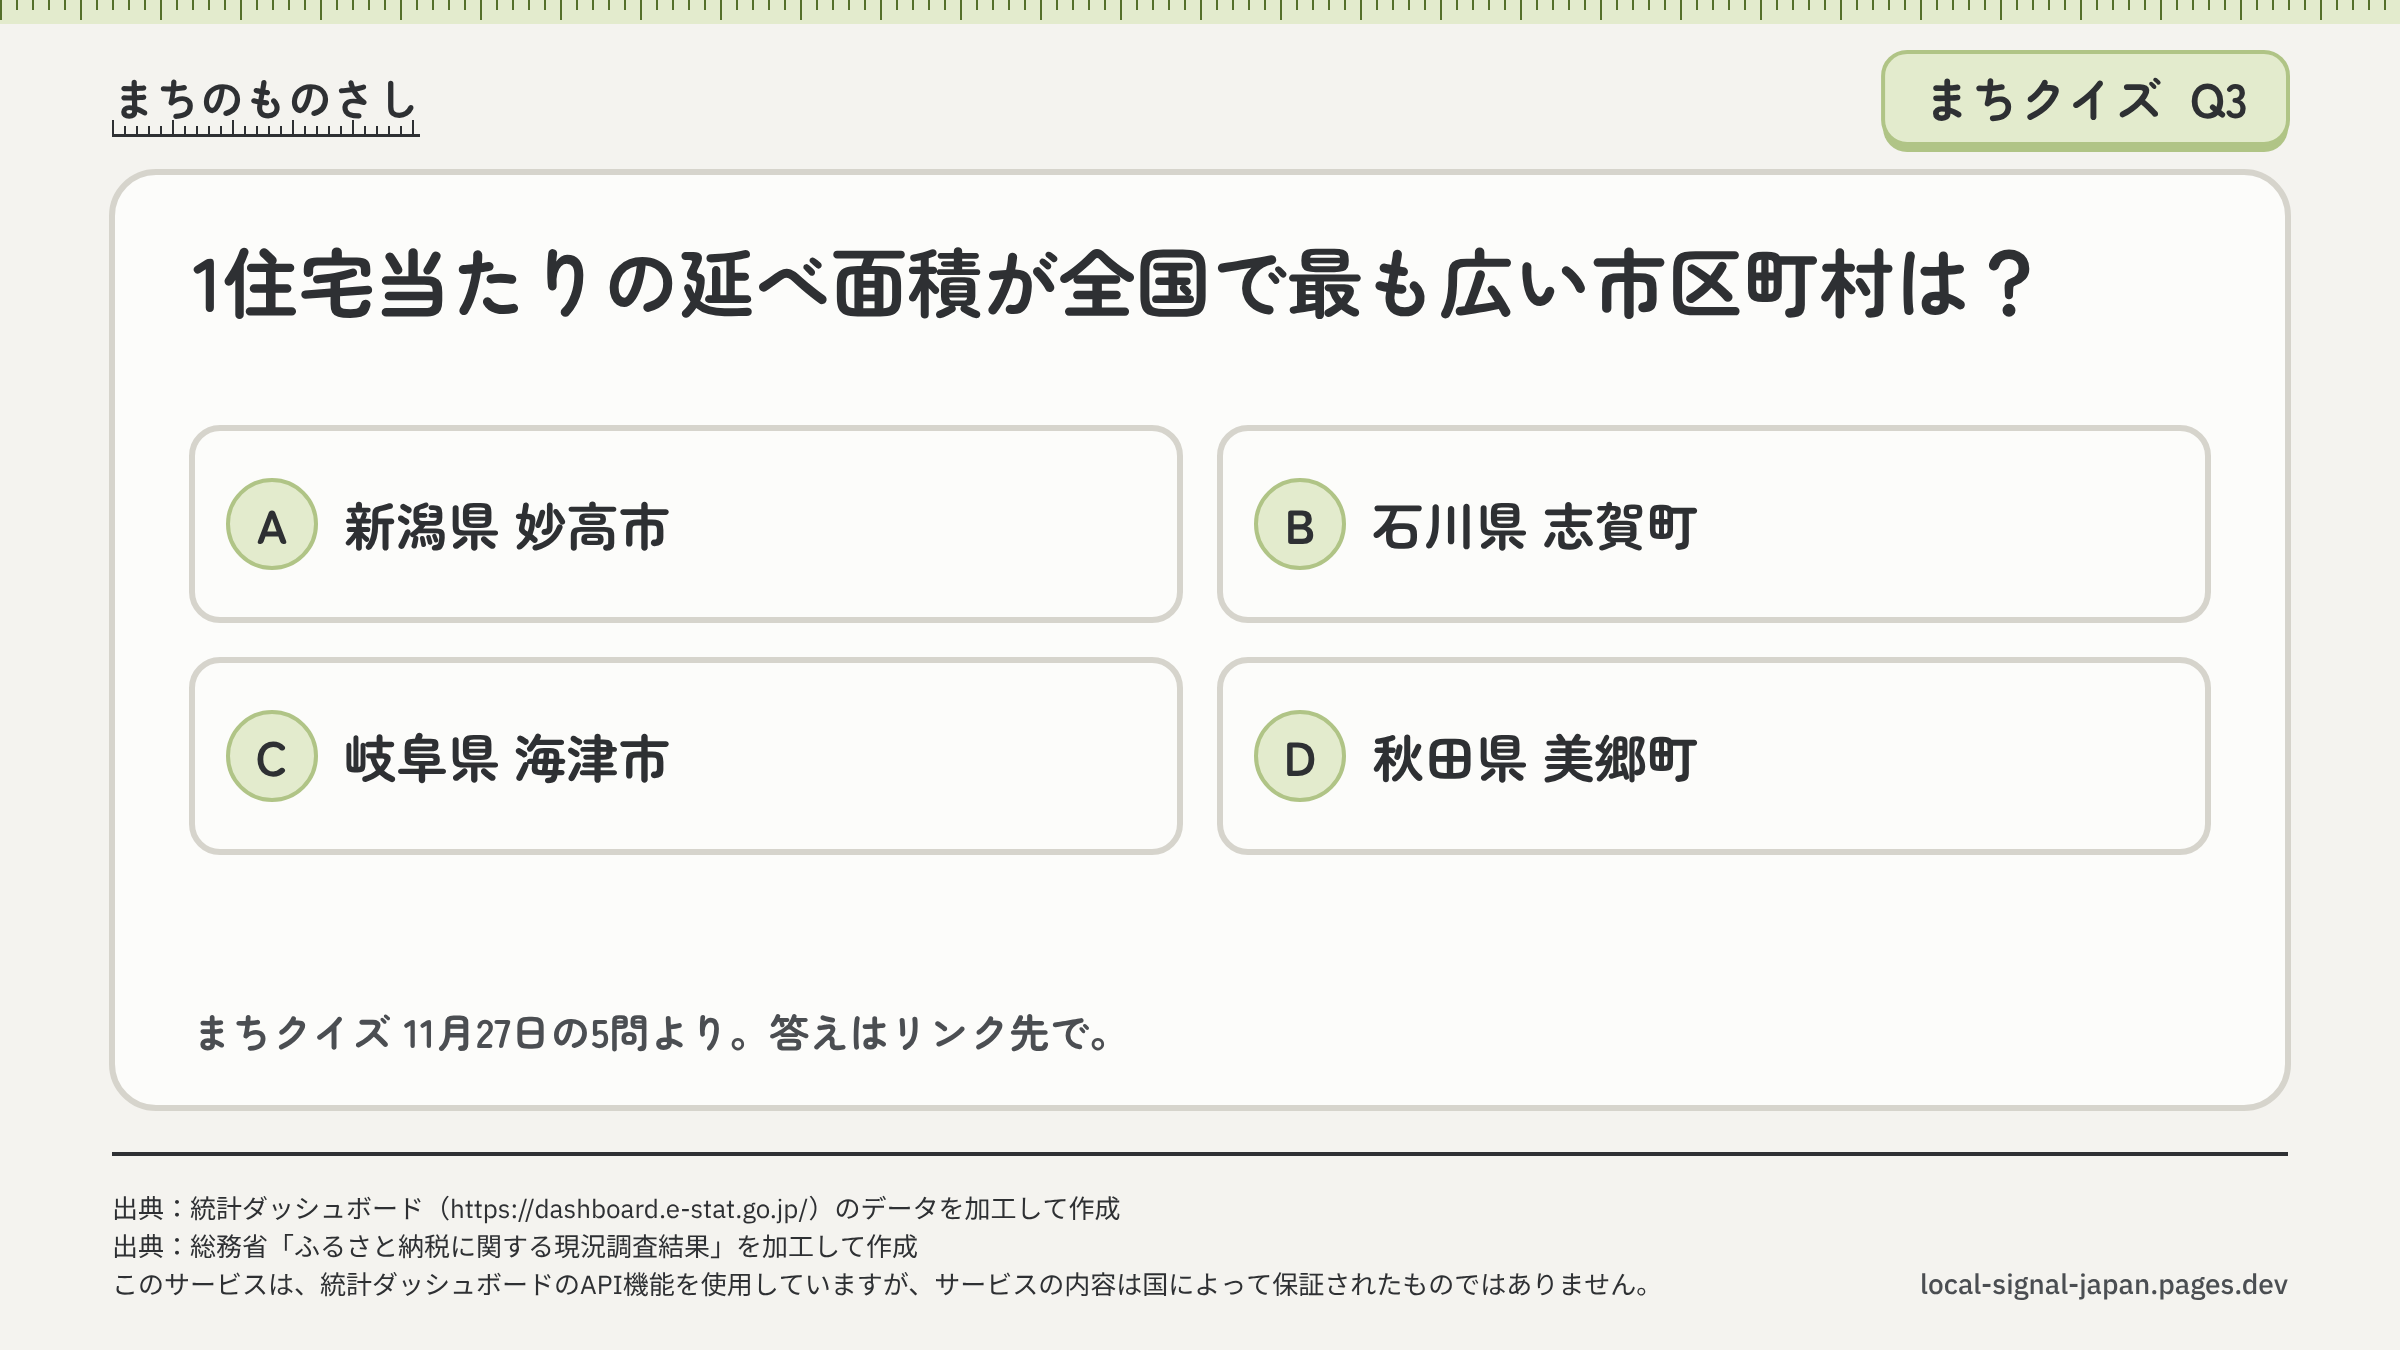 まちのものさし
まちクイズ Q3
1住宅当たりの延べ面積が全国で最も広い市区町村は？
A 新潟県 妙高市
B 石川県 志賀町
C 岐阜県 海津市
D 秋田県 美郷町
まちクイズ 11月27日の5問より。答えはリンク先で。
出典：統計ダッシュボード（https://dashboard.e-stat.go.jp/）のデータを加工して作成
出典：総務省「ふるさと納税に関する現況調査結果」を加工して作成
このサービスは、統計ダッシュボードのAPI機能を使用していますが、サービスの内容は国によって保証されたものではありません。
local-signal-japan.pages.dev